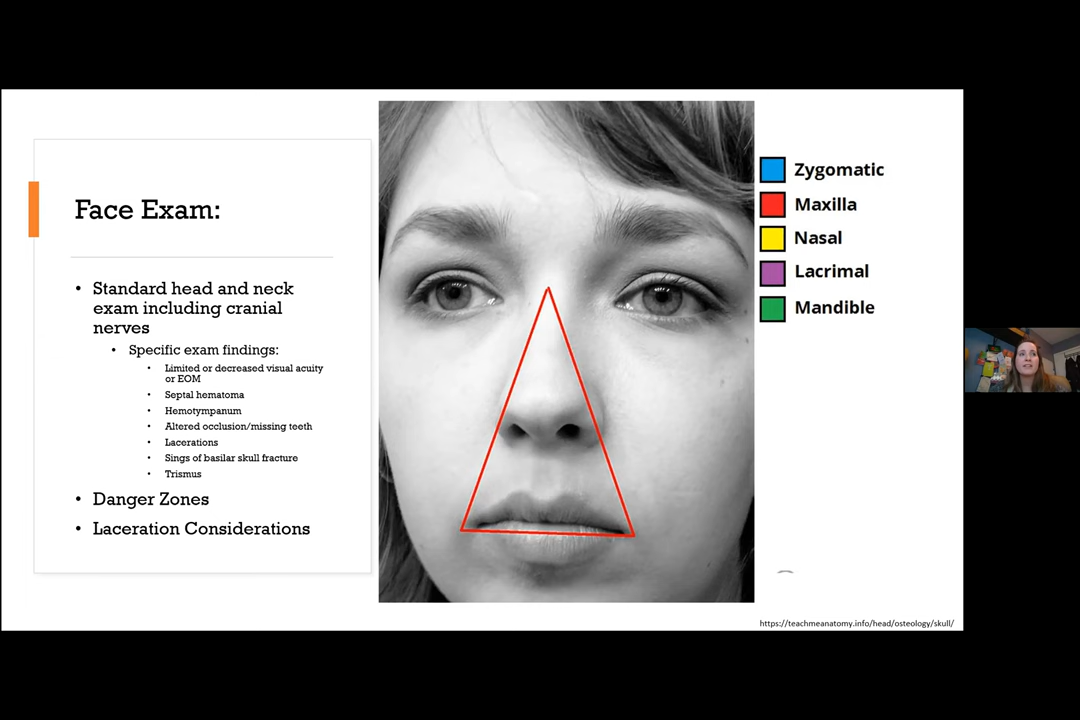 Face Exam:
• Standard head and neck
exam including cranial
nerves
• Specific exam findings:
• Limited or decreased visual acuity
or EOM
• Septal hematoma
• Hemotympanum
• Altered occlusion/missing teeth
• Lacerations
• Sings of basilar skull fracture
• Trismus
• Danger Zones
• Laceration Considerations
Zygomatic
Maxilla
Nasal
Lacrimal
Mandible
https://teachmeanatomy.info/head/osteology/skull/